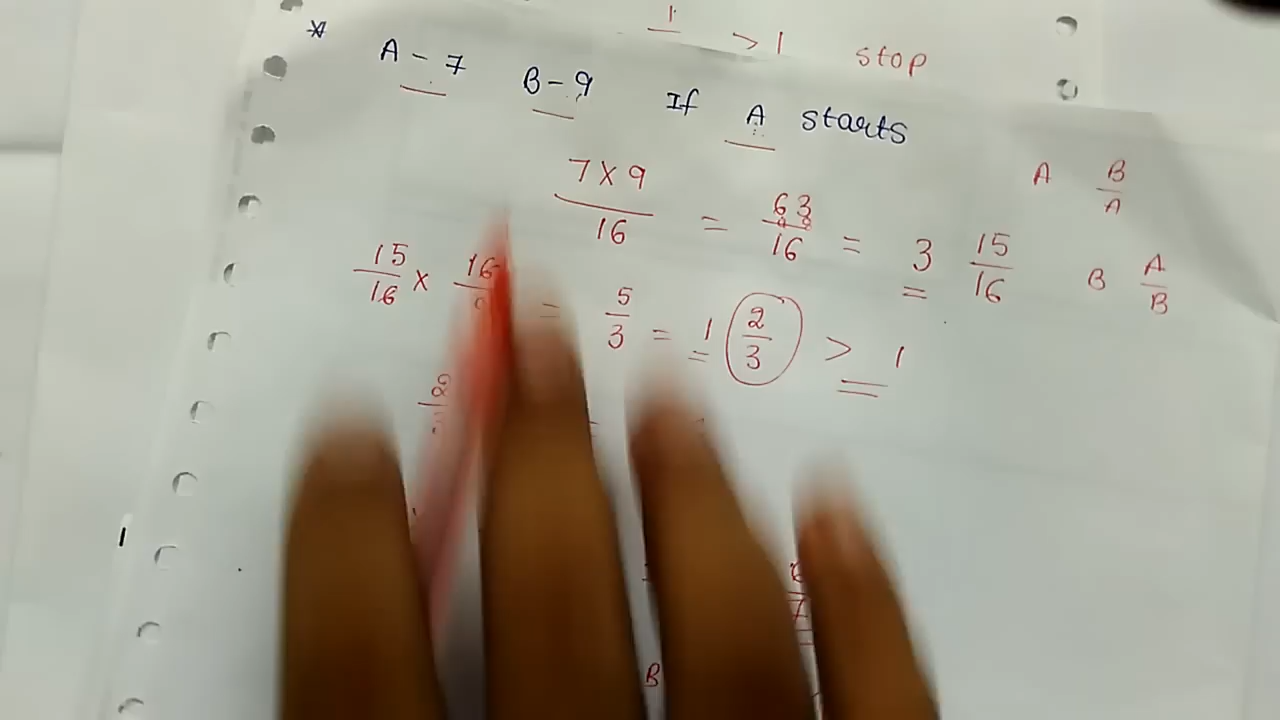 1 > 1 stop
* A - 7 B - 9 If A starts
7 X 9 / 16 = 63 / 16 = 3 15/16
A B/A
15/16 x 16 = 5/3 = 1 2/3 > 1
B A/B
2
B